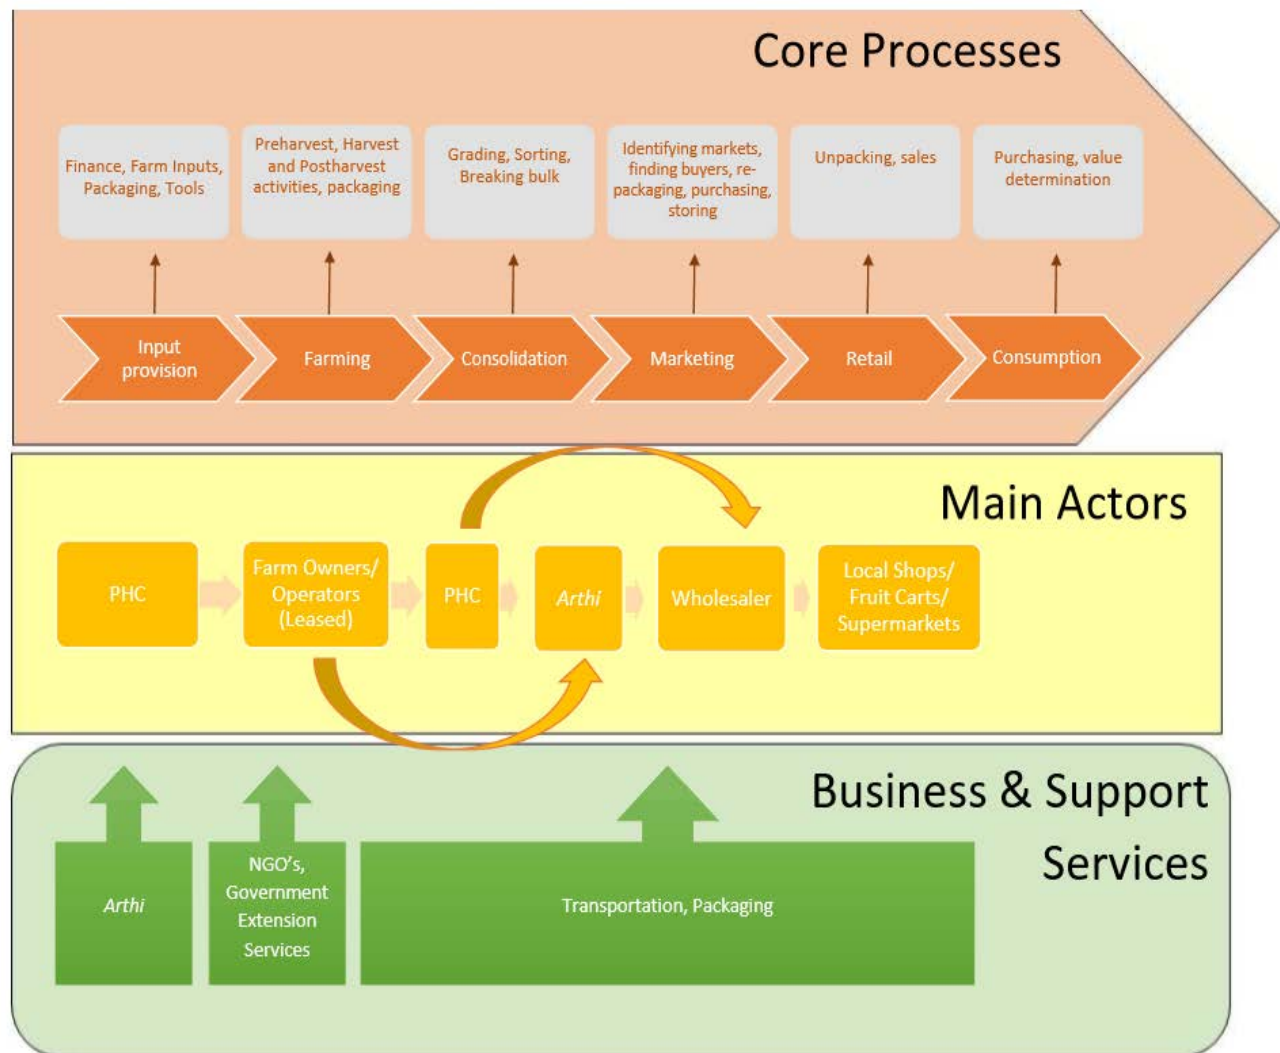 Core Processes
Finance, Farm Inputs,
Packaging, Tools
Preharvest, Harvest
and Postharvest
activities, packaging
Grading, Sorting,
Breaking bulk
Identifying markets,
finding buyers, re-
packaging, purchasing,
storing
Unpacking, sales
Purchasing, value
determination
Input
provision
Farming
Consolidation
Marketing
Retail
Consumption
Main Actors
PHC
Farm Owners/
Operators
(Leased)
PHC
Arthi
Wholesaler
Local Shops/
Fruit Carts/
Supermarkets
Business & Support
Services
Arthi
NGO's,
Government
Extension
Services
Transportation, Packaging